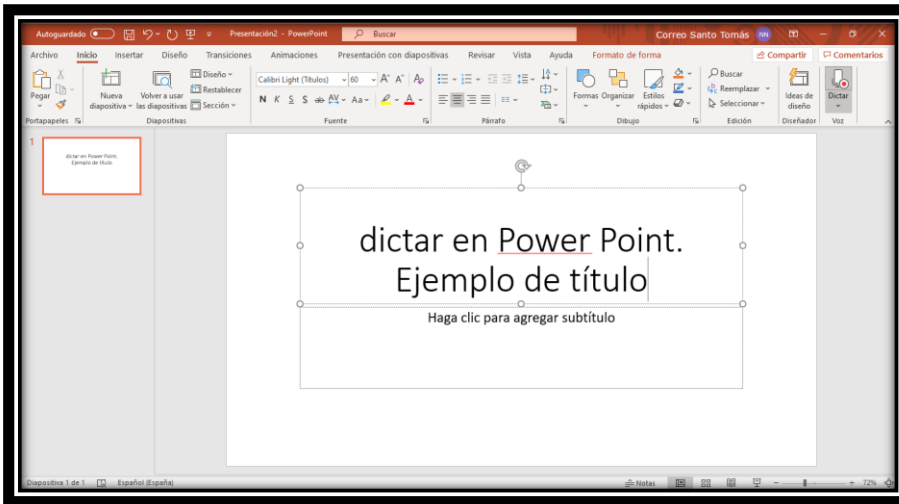 Autoguardado
Presentación2 - PowerPoint
Buscar
Correo Santo Tomás NN
Archivo Inicio Insertar Diseño Transiciones Animaciones Presentación con diapositivas Revisar Vista Ayuda Formato de forma Compartir Comentarios
Pegar
Nueva diapositiva
Volver a usar las diapositivas
Diseño
Restablecer
Sección
Calibri Light (Títulos) 60
N K S S ab AV Aa A
Formas Organizar Estilos rápidos
Buscar
Reemplazar
Seleccionar
Ideas de diseño
Dictar
Portapapeles Diapositivas Fuente Párrafo Dibujo Edición Diseñador Voz
1
dictar en Power Point.
Ejemplo de título
dictar en Power Point.
Ejemplo de título
Haga clic para agregar subtítulo
Diapositiva 1 de 1 Español (España) Notas 72%